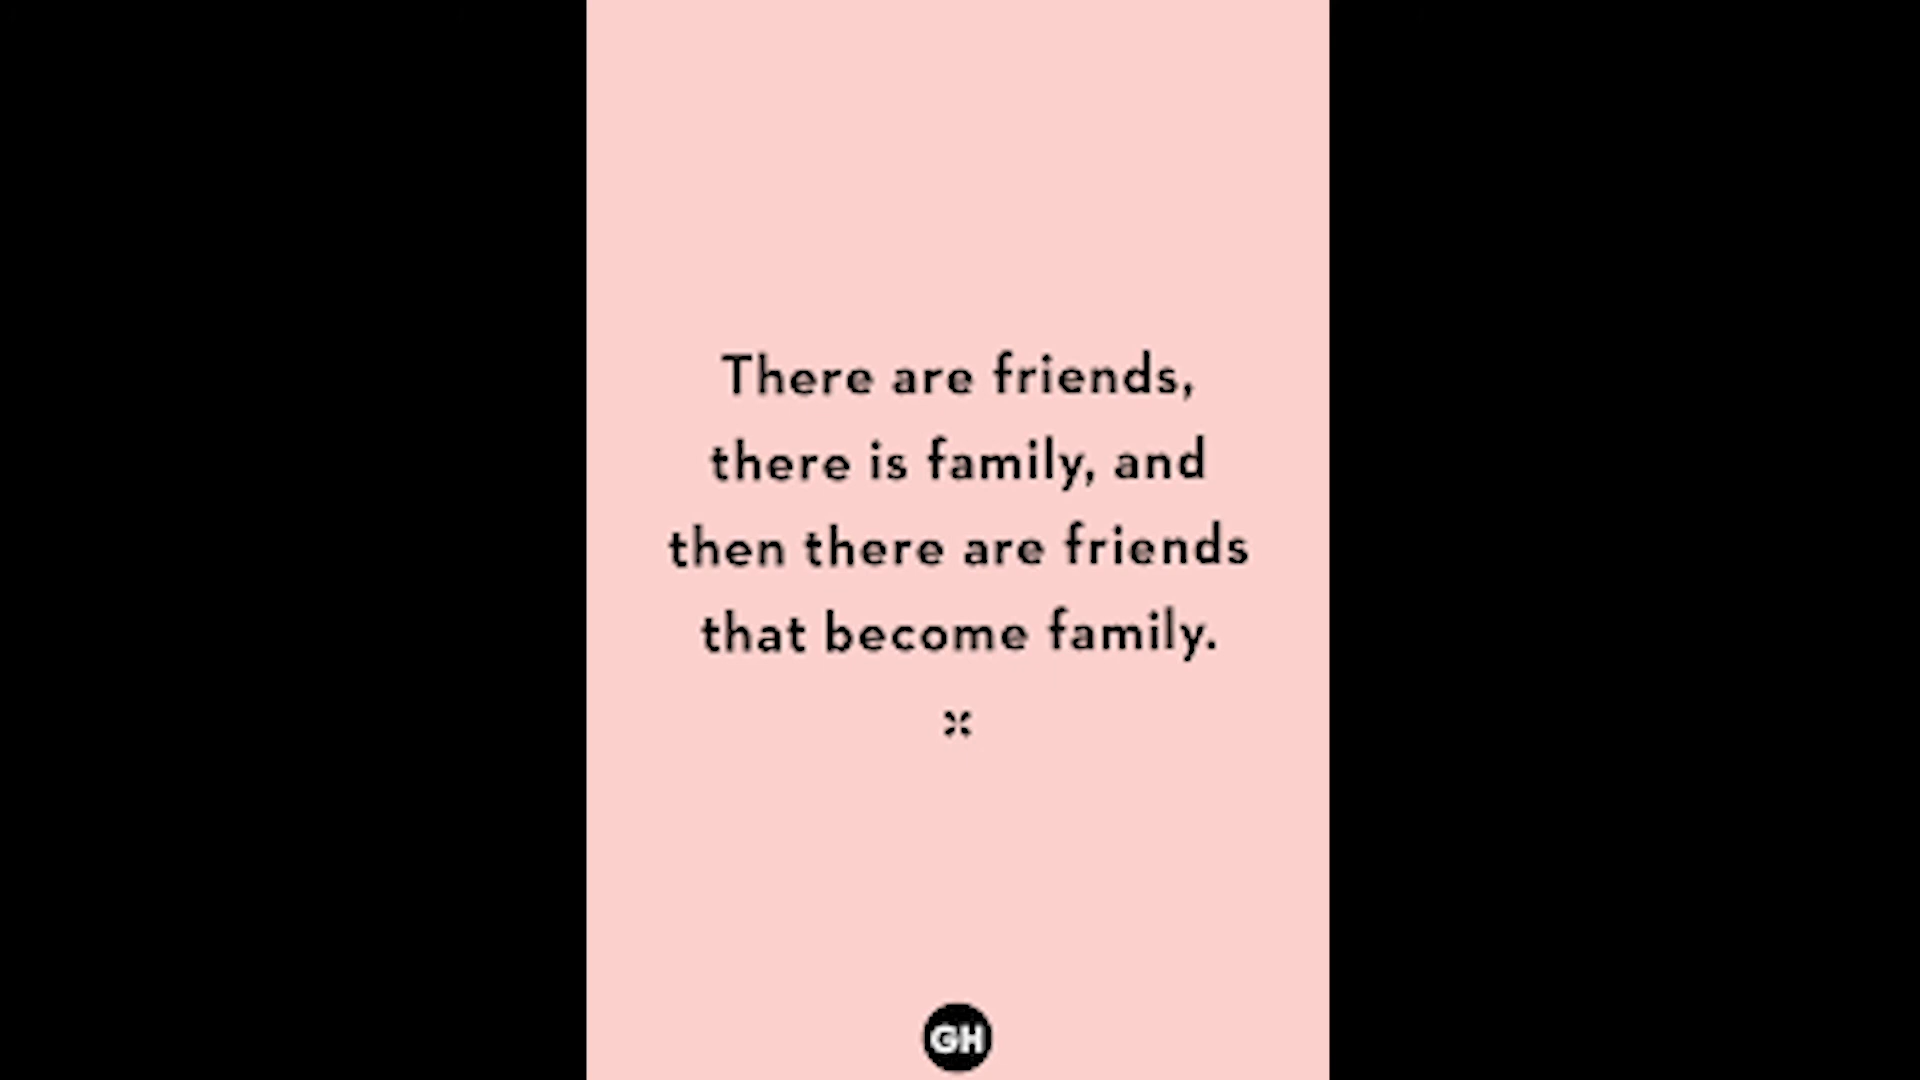 There are friends,
there is family, and
then there are friends
that become family.
GH